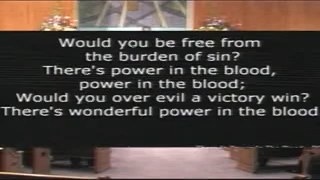 Would you be free from
the burden of sin?
There's power in the blood,
power in the blood;
Would you over evil a victory win?
There's wonderful power in the blood